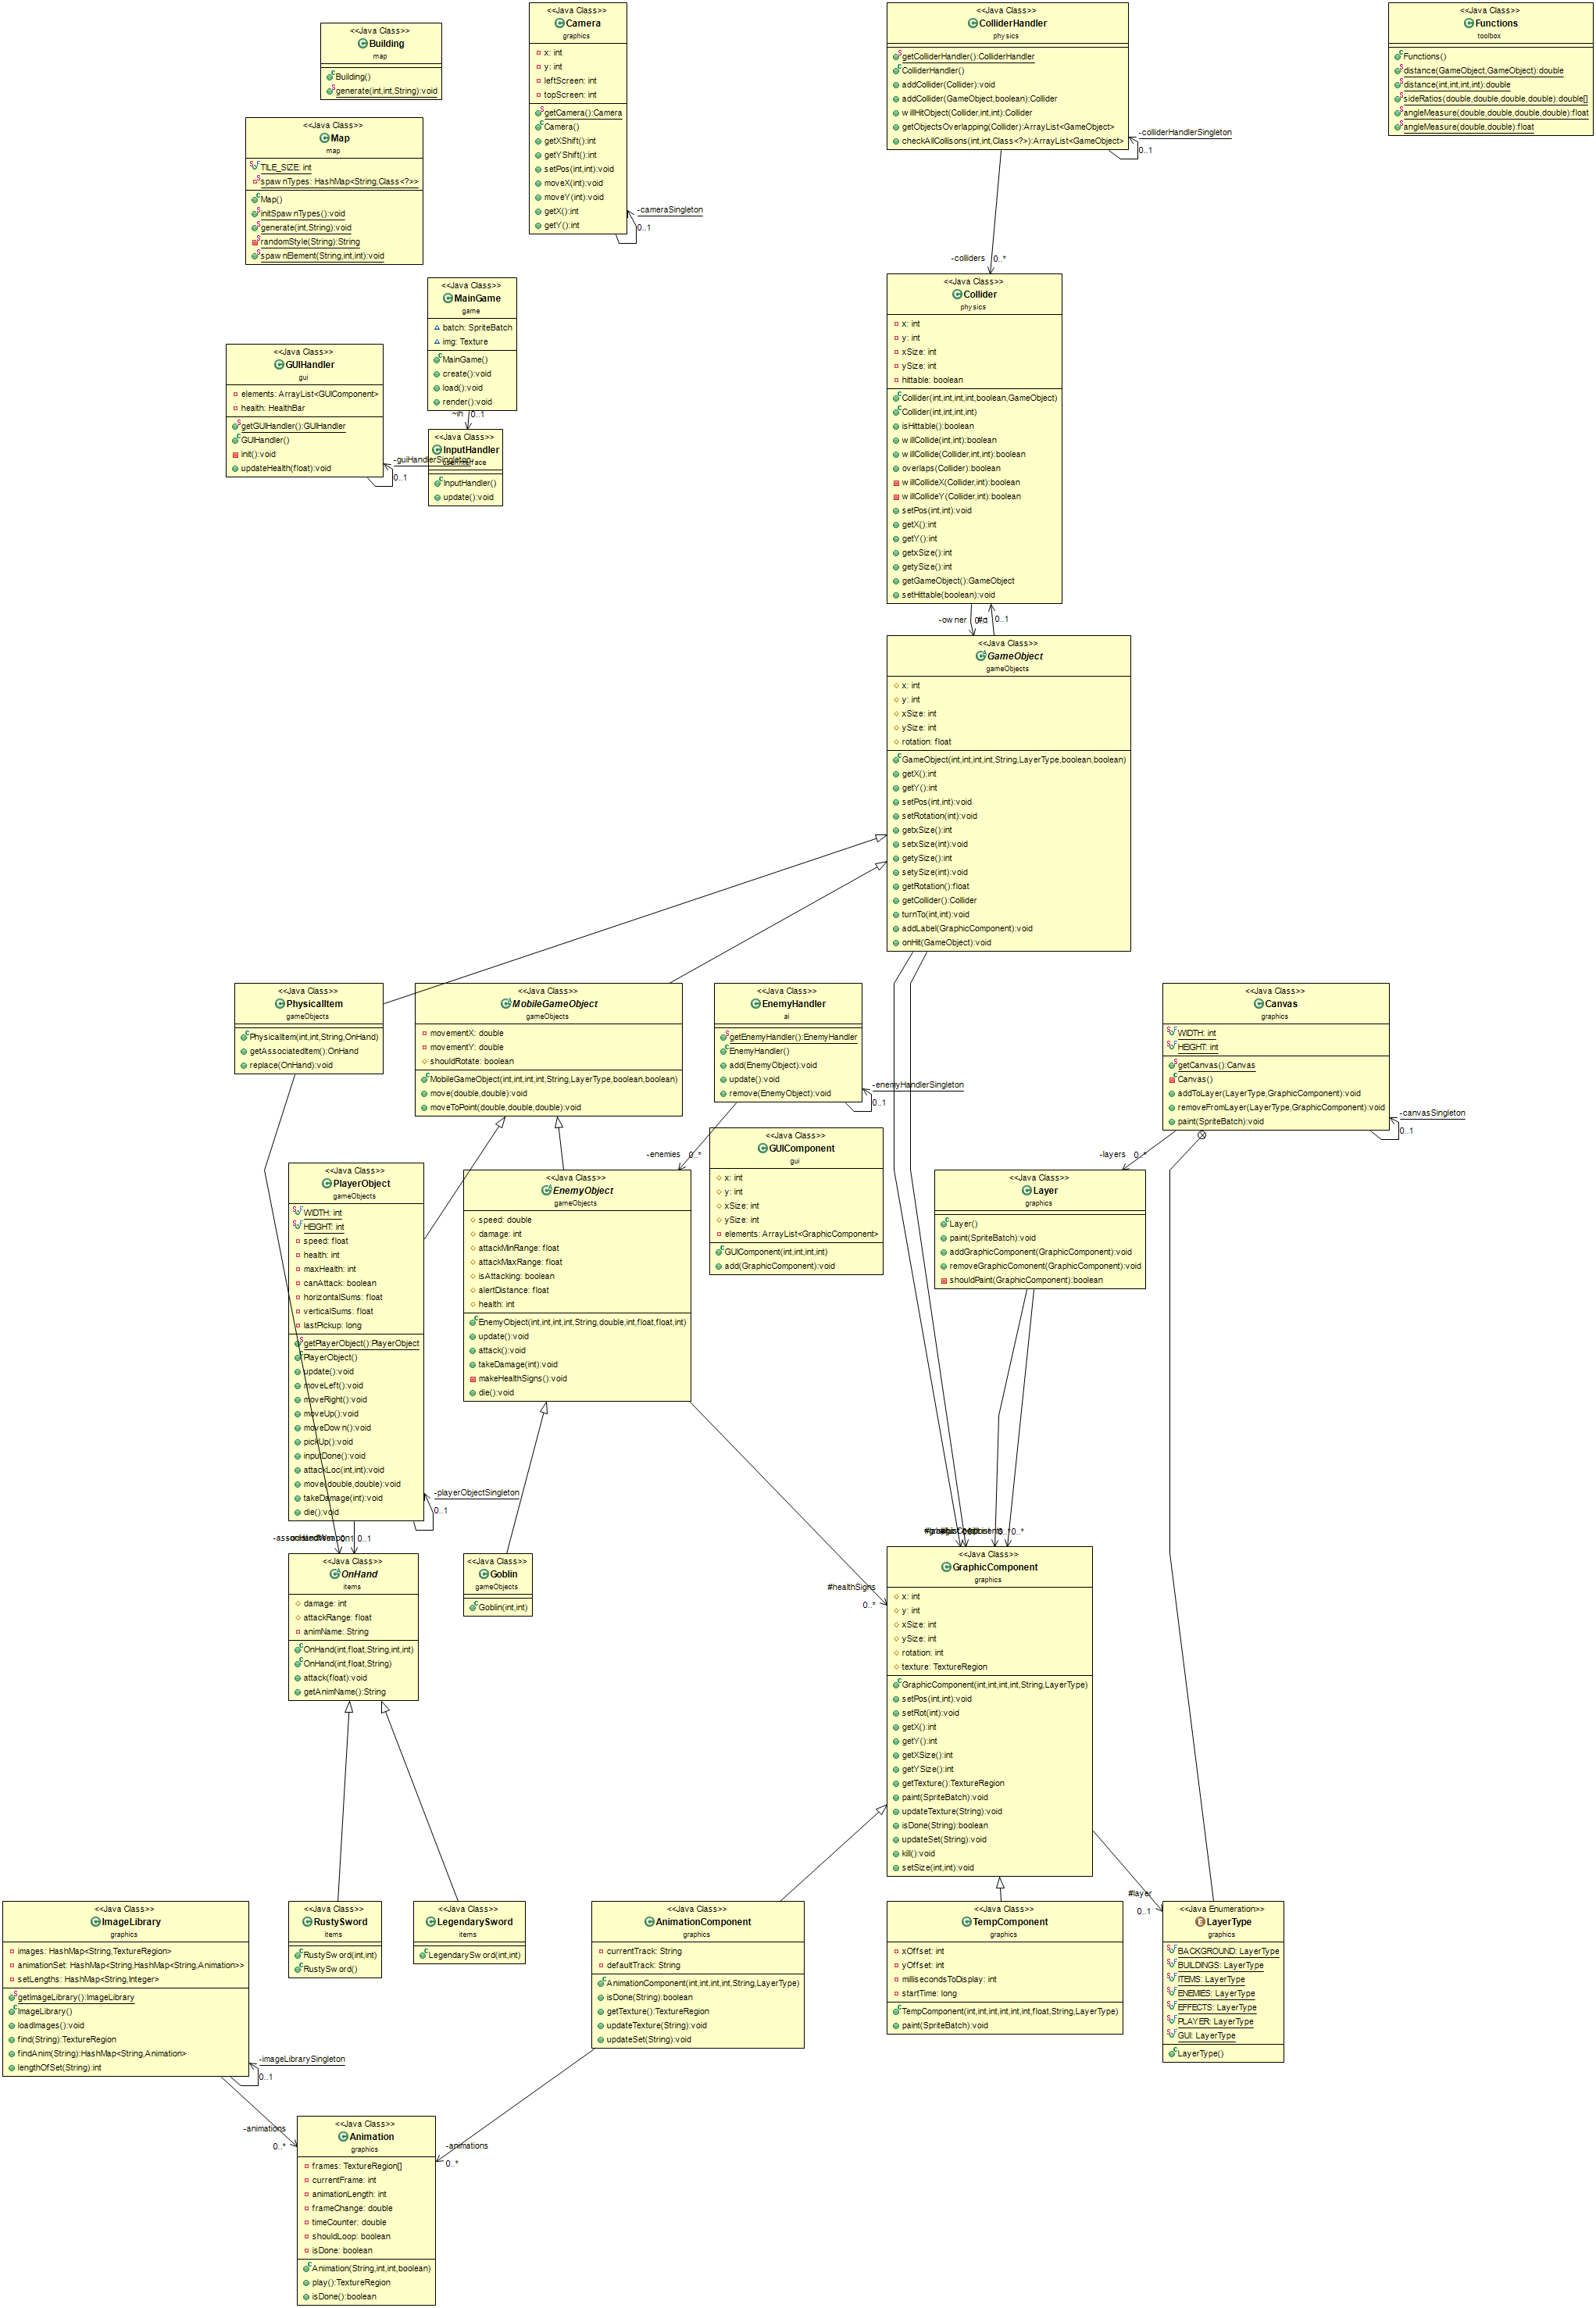 <<Java Class>>
Building
map
Building()
generate(int,int,String):void
<<Java Class>>
Map
map
TILE_SIZE: int
spawnTypes: HashMap<String,Class<?>>
Map()
initSpawnTypes():void
generate(int,String):void
randomStyle(String):String
spawnElement(String,int,int):void
<<Java Class>>
Camera
graphics
x: int
y: int
leftScreen: int
topScreen: int
getCamera():Camera
Camera()
getXShift():int
getYShift():int
setPos(int,int):void
moveX(int):void
moveY(int):void
getX():int
getY():int
-cameraSingleton
0..1
<<Java Class>>
ColliderHandler
physics
getColliderHandler():ColliderHandler
ColliderHandler()
addCollider(Collider):void
addCollider(GameObject,boolean):Collider
willHitObject(Collider,int,int):Collider
getObjectsOverlapping(Collider):ArrayList<GameObject>
checkAllCollisons(int,int,Class<?>):ArrayList<GameObject>
-colliderHandlerSingleton
0..1
-colliders 0..*
<<Java Class>>
Functions
toolbox
Functions()
distance(GameObject,GameObject):double
distance(int,int,int,int):double
sideRatios(double,double,double,double):double[]
angleMeasure(double,double,double,double):float
angleMeasure(double,double):float
<<Java Class>>
MainGame
game
batch: SpriteBatch
img: Texture
MainGame()
create():void
load():void
render():void
~ih 0..1
<<Java Class>>
InputHandler
userInterface
InputHandler()
update():void
<<Java Class>>
GUIHandler
gui
elements: ArrayList<GUIComponent>
health: HealthBar
getGUIHandler():GUIHandler
GUIHandler()
init():void
updateHealth(float):void
-guiHandlerSingleton
0..1
<<Java Class>>
Collider
physics
x: int
y: int
xSize: int
ySize: int
hittable: boolean
Collider(int,int,int,int,boolean,GameObject)
Collider(int,int,int,int)
isHittable():boolean
willCollide(int,int):boolean
willCollide(Collider,int,int):boolean
overlaps(Collider):boolean
willCollideX(Collider,int):boolean
willCollideY(Collider,int):boolean
setPos(int,int):void
getX():int
getY():int
getxSize():int
getySize():int
getGameObject():GameObject
setHittable(boolean):void
-owner 0..1
0..1
<<Java Class>>
GameObject
gameObjects
x: int
y: int
xSize: int
ySize: int
rotation: float
GameObject(int,int,int,int,String,LayerType,boolean,boolean)
getX():int
getY():int
setPos(int,int):void
setRotation(int):void
getxSize():int
setxSize(int):void
getySize():int
setySize(int):void
getRotation():float
getCollider():Collider
turnTo(int,int):void
addLabel(GraphicComponent):void
onHit(GameObject):void
<<Java Class>>
PhysicalItem
gameObjects
PhysicalItem(int,int,String,OnHand)
getAssociatedItem():OnHand
replace(OnHand):void
<<Java Class>>
MobileGameObject
gameObjects
movementX: double
movementY: double
shouldRotate: boolean
MobileGameObject(int,int,int,int,String,LayerType,boolean,boolean)
move(double,double):void
moveToPoint(double,double,double):void
<<Java Class>>
EnemyHandler
ai
getEnemyHandler():EnemyHandler
EnemyHandler()
add(EnemyObject):void
update():void
remove(EnemyObject):void
-enemyHandlerSingleton
0..1
-enemies 0..*
<<Java Class>>
Canvas
graphics
WIDTH: int
HEIGHT: int
getCanvas():Canvas
Canvas()
addToLayer(LayerType,GraphicComponent):void
removeFromLayer(LayerType,GraphicComponent):void
paint(SpriteBatch):void
-canvasSingleton
0..1
-layers 0..*
<<Java Class>>
PlayerObject
gameObjects
WIDTH: int
HEIGHT: int
speed: float
health: int
maxHealth: int
canAttack: boolean
horizontalSums: float
verticalSums: float
lastPickup: long
getPlayerObject():PlayerObject
PlayerObject()
update():void
moveLeft():void
moveRight():void
moveUp():void
moveDown():void
pickUp():void
inputDone():void
attackLoc(int,int):void
move(double,double):void
takeDamage(int):void
die():void
-playerObjectSingleton
0..1
0..1 0..1
<<Java Class>>
EnemyObject
gameObjects
speed: double
damage: int
attackMinRange: float
attackMaxRange: float
isAttacking: boolean
alertDistance: float
health: int
EnemyObject(int,int,int,int,String,double,int,float,float,int)
update():void
attack():void
takeDamage(int):void
makeHealthSigns():void
die():void
<<Java Class>>
GUIComponent
gui
x: int
y: int
xSize: int
ySize: int
elements: ArrayList<GraphicComponent>
GUIComponent(int,int,int,int)
add(GraphicComponent):void
<<Java Class>>
Layer
graphics
Layer()
paint(SpriteBatch):void
addGraphicComponent(GraphicComponent):void
removeGraphicComonent(GraphicComponent):void
shouldPaint(GraphicComponent):boolean
0..* 0..*
<<Java Class>>
OnHand
items
damage: int
attackRange: float
animName: String
OnHand(int,float,String,int,int)
OnHand(int,float,String)
attack(float):void
getAnimName():String
<<Java Class>>
Goblin
gameObjects
Goblin(int,int)
#healthSigns
0..*
<<Java Class>>
GraphicComponent
graphics
x: int
y: int
xSize: int
ySize: int
rotation: int
texture: TextureRegion
GraphicComponent(int,int,int,int,String,LayerType)
setPos(int,int):void
setRot(int):void
getX():int
getY():int
getXSize():int
getYSize():int
getTexture():TextureRegion
paint(SpriteBatch):void
updateTexture(String):void
isDone(String):boolean
updateSet(String):void
kill():void
setSize(int,int):void
#layer
0..1
<<Java Class>>
ImageLibrary
graphics
images: HashMap<String,TextureRegion>
animationSet: HashMap<String,HashMap<String,Animation>>
setLengths: HashMap<String,Integer>
getImageLibrary():ImageLibrary
ImageLibrary()
loadImages():void
find(String):TextureRegion
findAnim(String):HashMap<String,Animation>
lengthOfSet(String):int
-imageLibrarySingleton
0..1
<<Java Class>>
RustySword
items
RustySword(int,int)
RustySword()
<<Java Class>>
LegendarySword
items
LegendarySword(int,int)
<<Java Class>>
AnimationComponent
graphics
currentTrack: String
defaultTrack: String
AnimationComponent(int,int,int,int,String,LayerType)
isDone(String):boolean
getTexture():TextureRegion
updateTexture(String):void
updateSet(String):void
<<Java Class>>
TempComponent
graphics
xOffset: int
yOffset: int
millisecondsToDisplay: int
startTime: long
TempComponent(int,int,int,int,int,int,float,String,LayerType)
paint(SpriteBatch):void
<<Java Enumeration>>
LayerType
graphics
BACKGROUND: LayerType
BUILDINGS: LayerType
ITEMS: LayerType
ENEMIES: LayerType
EFFECTS: LayerType
PLAYER: LayerType
GUI: LayerType
LayerType()
-animations
0..*
-animations
0..*
<<Java Class>>
Animation
graphics
frames: TextureRegion[]
currentFrame: int
animationLength: int
frameChange: double
timeCounter: double
shouldLoop: boolean
isDone: boolean
Animation(String,int,int,boolean)
play():TextureRegion
isDone():boolean